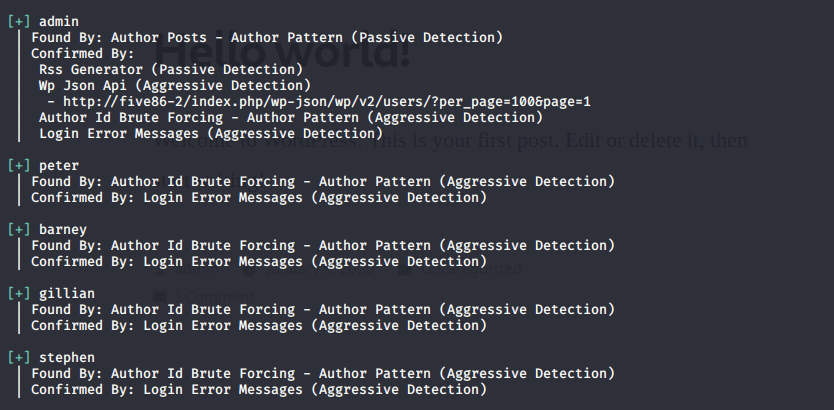 [+] admin
Found By: Author Posts - Author Pattern (Passive Detection)
Hello world!
Confirmed By:
Rss Generator (Passive Detection)
Wp Json Api (Aggressive Detection)
- http://five86-2/index.php/wp-json/wp/v2/users/?per_page=100&page=1
Author Id Brute Forcing - Author Pattern (Aggressive Detection)
Login Error Messages (Aggressive Detection)
Welcome to WordPress. This is your first post. Edit or delete it, then
[+] peter
Found By: Author Id Brute Forcing - Author Pattern (Aggressive Detection)
Confirmed By: Login Error Messages (Aggressive Detection)
[+] barney
Found By: Author Id Brute Forcing - Author Pattern (Aggressive Detection)
Confirmed By: Login Error Messages (Aggressive Detection)
[+] gillian
Found By: Author Id Brute Forcing - Author Pattern (Aggressive Detection)
Confirmed By: Login Error Messages (Aggressive Detection)
[+] stephen
Found By: Author Id Brute Forcing - Author Pattern (Aggressive Detection)
Confirmed By: Login Error Messages (Aggressive Detection)